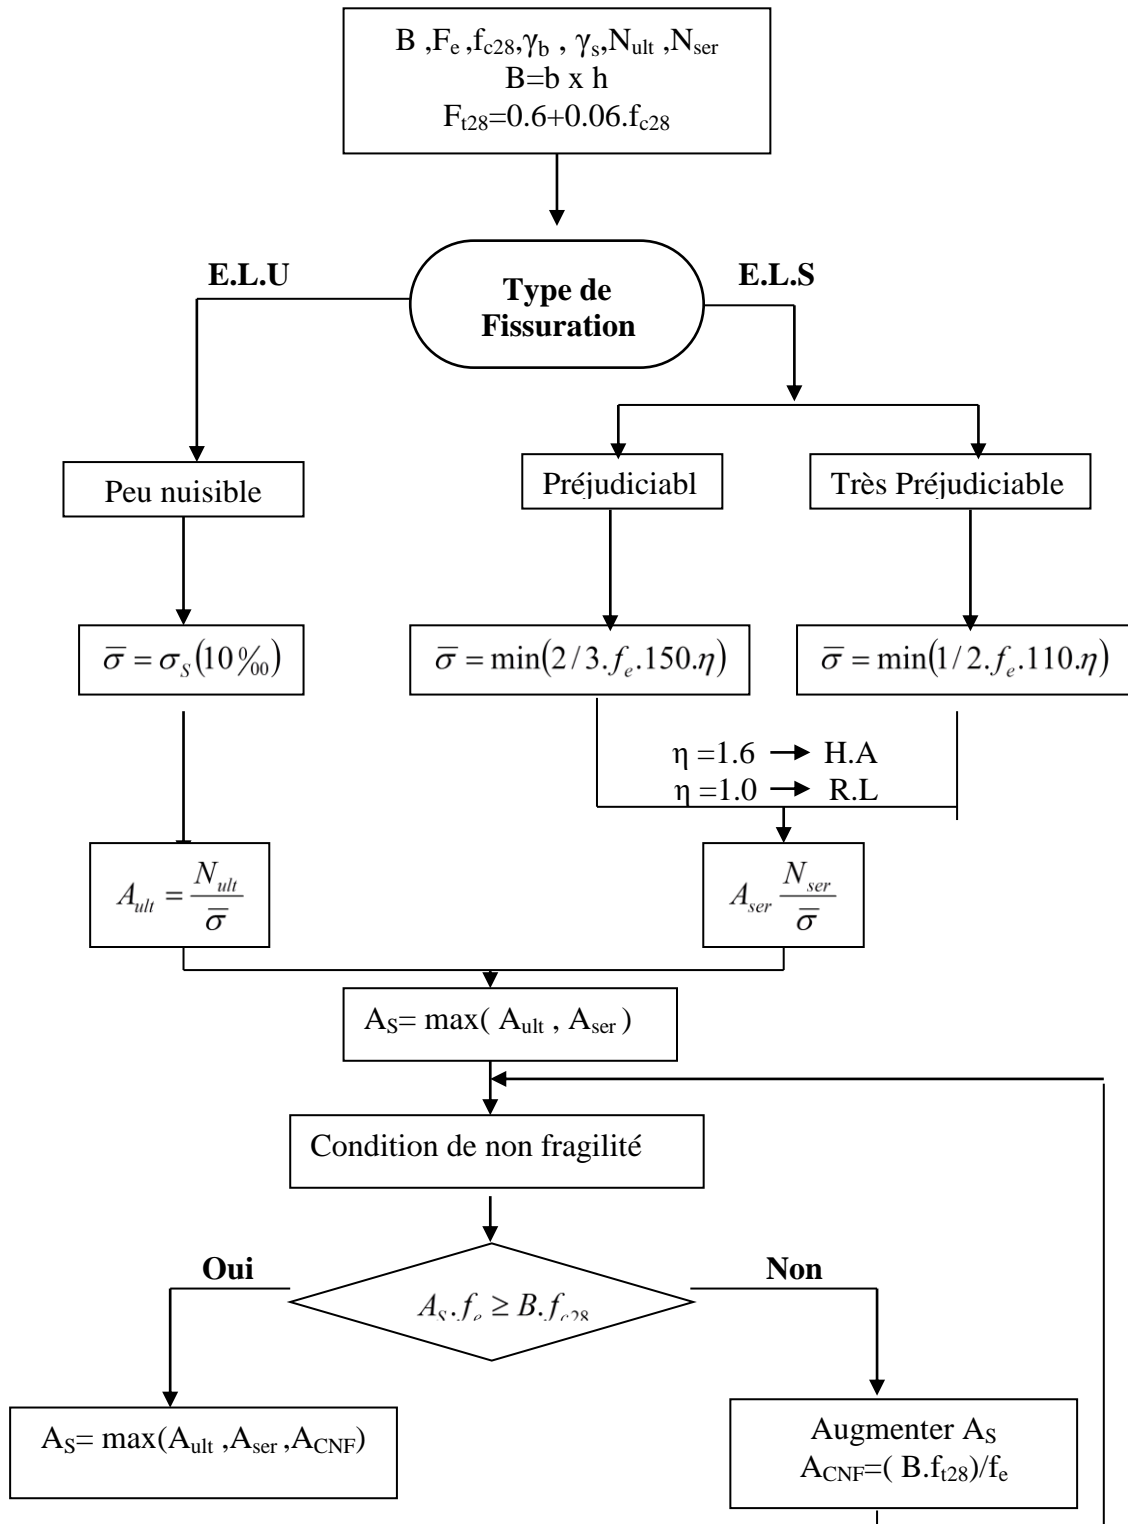 B ,Fe ,fc28,γb , γs,Nult ,Nser
B=b x h
Ft28=0.6+0.06.fc28
E.L.U
E.L.S
Type de
Fissuration
Peu nuisible
Préjudiciabl
Très Préjudiciable
σ̅ = σS(10‰)
σ̅ = min(2/3.fe.150.η)
σ̅ = min(1/2.fe.110.η)
η =1.6 → H.A
η =1.0 → R.L
Ault = Nult / σ̅
Aser Nser / σ̅
AS= max( Ault , Aser )
Condition de non fragilité
Oui
Non
AS.fe ≥ B.fc28
AS= max(Ault ,Aser ,ACNF)
Augmenter AS
ACNF=( B.ft28)/fe